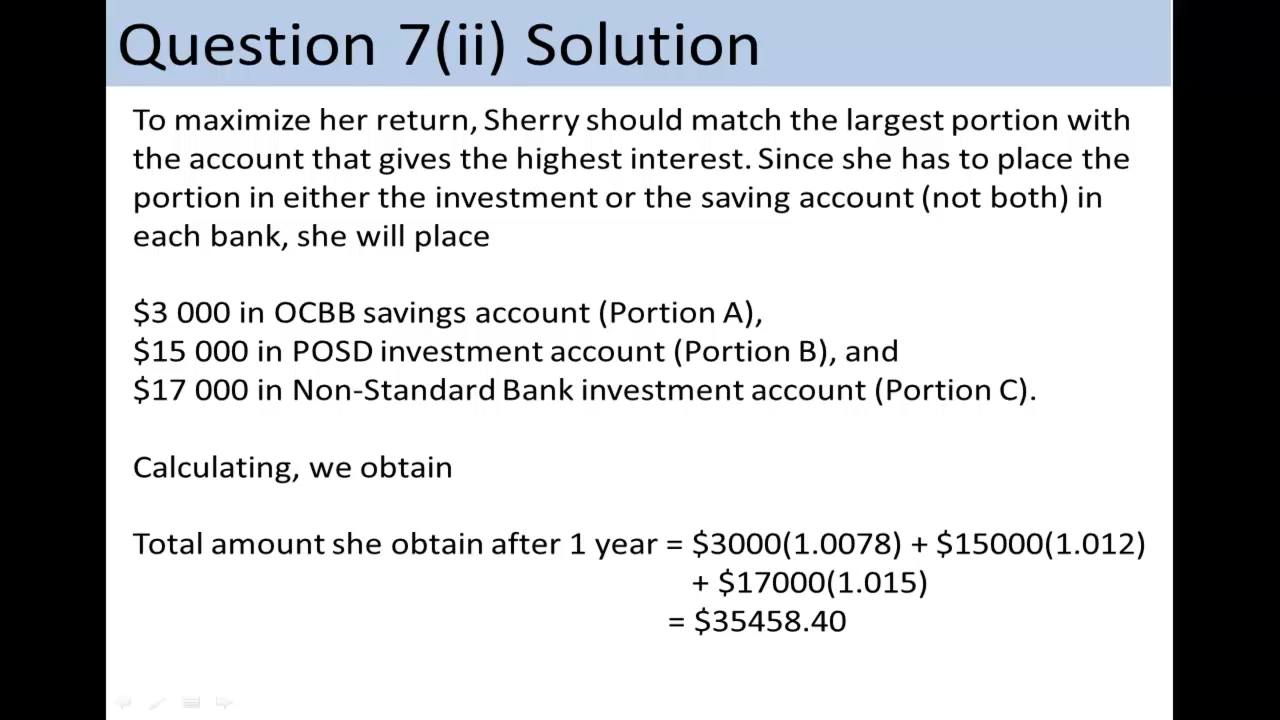 Question 7(ii) Solution
To maximize her return, Sherry should match the largest portion with
the account that gives the highest interest. Since she has to place the
portion in either the investment or the saving account (not both) in
each bank, she will place
$3 000 in OCBB savings account (Portion A),
$15 000 in POSD investment account (Portion B), and
$17 000 in Non-Standard Bank investment account (Portion C).
Calculating, we obtain
Total amount she obtain after 1 year = $3000(1.0078) + $15000(1.012)
+ $17000(1.015)
= $35458.40